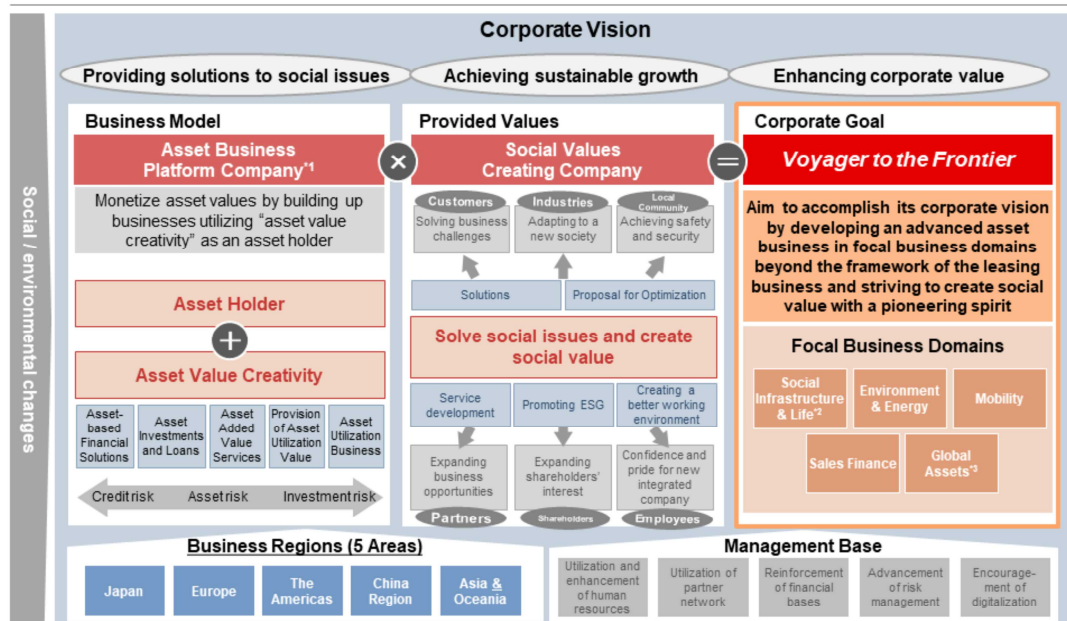 Corporate Vision
Providing solutions to social issues
Achieving sustainable growth
Enhancing corporate value
Social / environmental changes
Business Model
Asset Business
Platform Company*1
Monetize asset values by building up
businesses utilizing “asset value
creativity” as an asset holder
Asset Holder
+
Asset Value Creativity
Asset-
based
Financial
Solutions
Asset
Investments
and Loans
Asset
Added
Value
Services
Provision
of Asset
Utilization
Value
Asset
Utilization
Business
Credit risk
Asset risk
Investment risk
×
Provided Values
Social Values
Creating Company
Customers
Solving business
challenges
Industries
Adapting to a
new society
Local
Community
Achieving safety
and security
Solutions
Proposal for Optimization
Solve social issues and create
social value
Service
development
Promoting ESG
Creating a
better working
environment
Expanding
business
opportunities
Expanding
shareholders’
interest
Confidence and
pride for new
integrated
company
Partners
Shareholders
Employees
=
Corporate Goal
Voyager to the Frontier
Aim to accomplish its corporate vision
by developing an advanced asset
business in focal business domains
beyond the framework of the leasing
business and striving to create social
value with a pioneering spirit
Focal Business Domains
Social
Infrastructure
& Life*2
Environment
& Energy
Mobility
Sales Finance
Global
Assets*3
Business Regions (5 Areas)
Japan
Europe
The
Americas
China
Region
Asia &
Oceania
Management Base
Utilization and
enhancement
of human
resources
Utilization of
partner
network
Reinforcement
of financial
bases
Advancement
of risk
management
Encourage-
ment of
digitalization